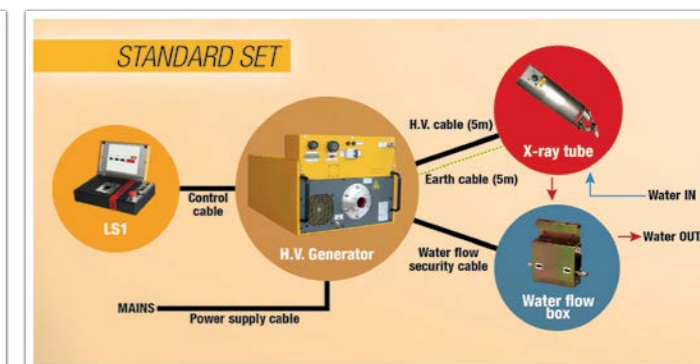 STANDARD SET
H.V. cable (5m)
X-ray tube
Earth cable (5m)
Control
cable
LS1
H.V. Generator
Water IN
Water OUT
Water flow
security cable
Water flow
box
MAINS
Power supply cable